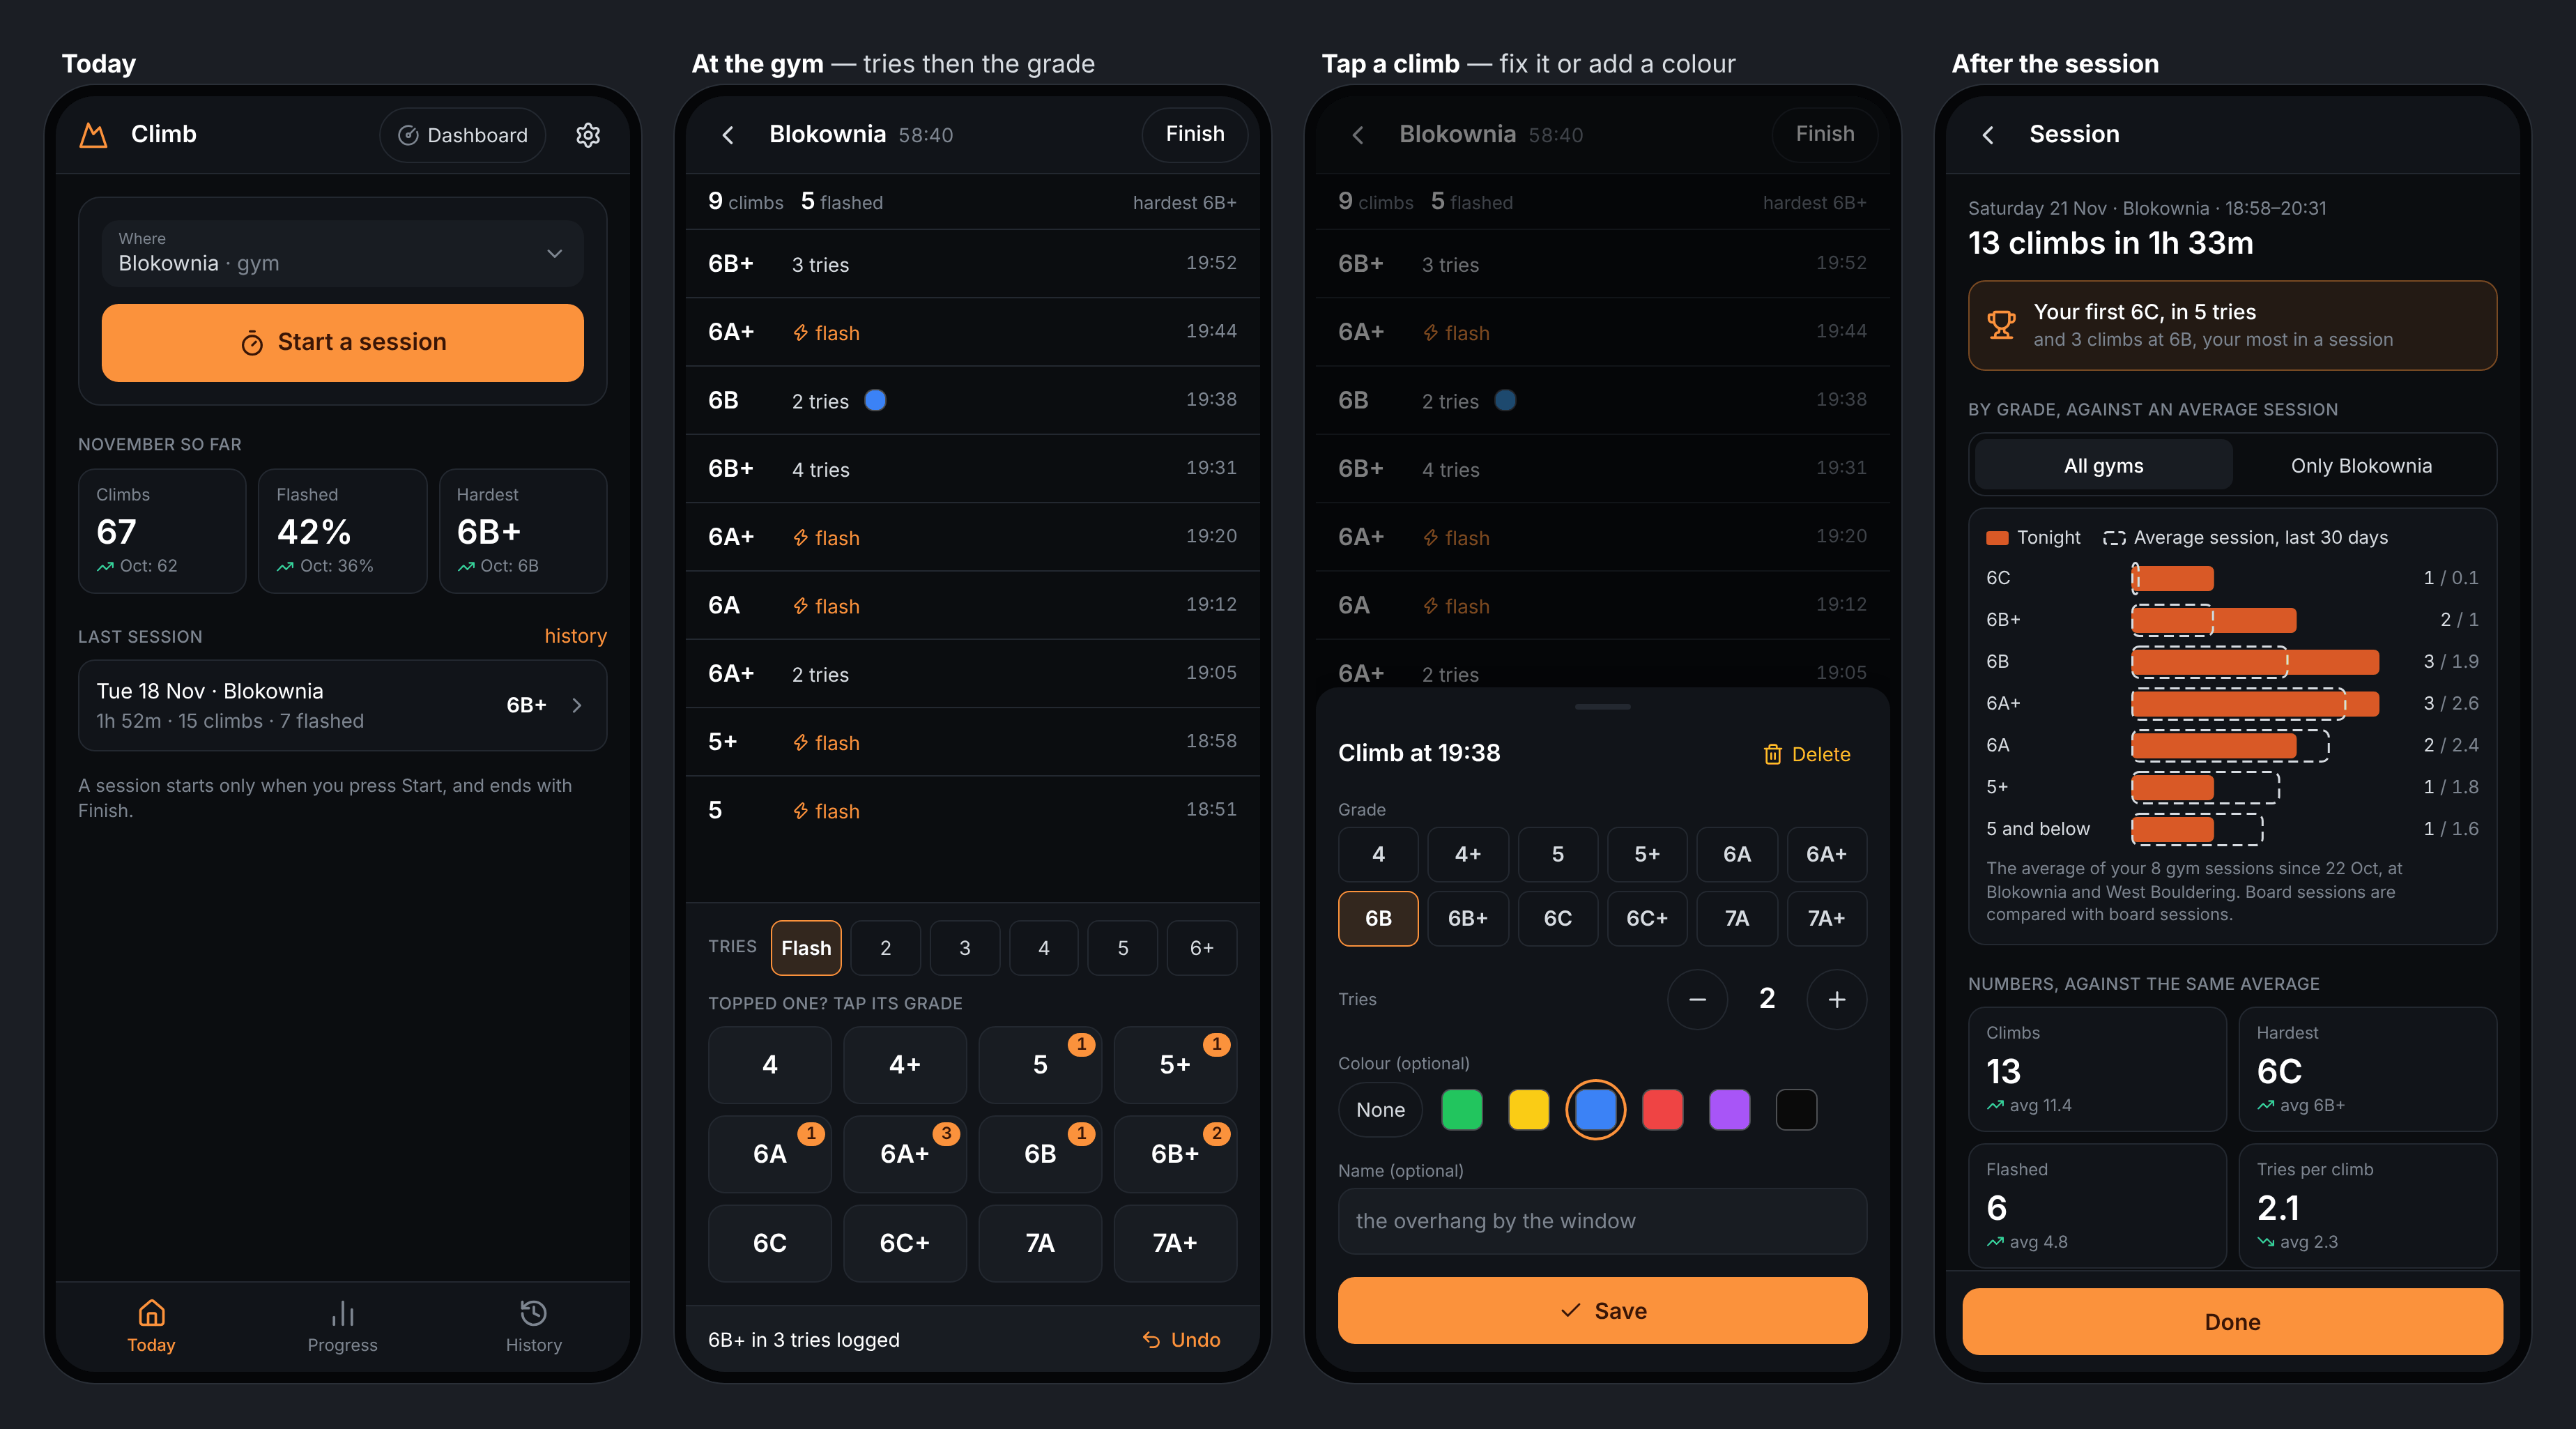 Today
Climb
Dashboard
Where
Blokownia · gym
Start a session
NOVEMBER SO FAR
Climbs
67
Oct: 62
Flashed
42%
Oct: 36%
Hardest
6B+
Oct: 6B
LAST SESSION
history
Tue 18 Nov · Blokownia
1h 52m · 15 climbs · 7 flashed
6B+
A session starts only when you press Start, and ends with
Finish.
Today
Progress
History
At the gym — tries then the grade
Blokownia 58:40
Finish
9 climbs 5 flashed
hardest 6B+
6B+ 3 tries 19:52
6A+ flash 19:44
6B 2 tries 19:38
6B+ 4 tries 19:31
6A+ flash 19:20
6A flash 19:12
6A+ 2 tries 19:05
5+ flash 18:58
5 flash 18:51
TRIES Flash 2 3 4 5 6+
TOPPED ONE? TAP ITS GRADE
4 4+ 5 1 5+ 1
6A 1 6A+ 3 6B 1 6B+ 2
6C 6C+ 7A 7A+
6B+ in 3 tries logged
Undo
Tap a climb — fix it or add a colour
Blokownia 58:40
Finish
9 climbs 5 flashed
hardest 6B+
6B+ 3 tries 19:52
6A+ flash 19:44
6B 2 tries 19:38
6B+ 4 tries 19:31
6A+ flash 19:20
6A flash 19:12
6A+ 2 tries 19:05
Climb at 19:38
Delete
Grade
4 4+ 5 5+ 6A 6A+
6B 6B+ 6C 6C+ 7A 7A+
Tries
2
Colour (optional)
None
Name (optional)
the overhang by the window
Save
After the session
Session
Saturday 21 Nov · Blokownia · 18:58–20:31
13 climbs in 1h 33m
Your first 6C, in 5 tries
and 3 climbs at 6B, your most in a session
BY GRADE, AGAINST AN AVERAGE SESSION
All gyms
Only Blokownia
Tonight
Average session, last 30 days
6C 1 / 0.1
6B+ 2 / 1
6B 3 / 1.9
6A+ 3 / 2.6
6A 2 / 2.4
5+ 1 / 1.8
5 and below 1 / 1.6
The average of your 8 gym sessions since 22 Oct, at
Blokownia and West Bouldering. Board sessions are
compared with board sessions.
NUMBERS, AGAINST THE SAME AVERAGE
Climbs
13
avg 11.4
Hardest
6C
avg 6B+
Flashed
6
avg 4.8
Tries per climb
2.1
avg 2.3
Done